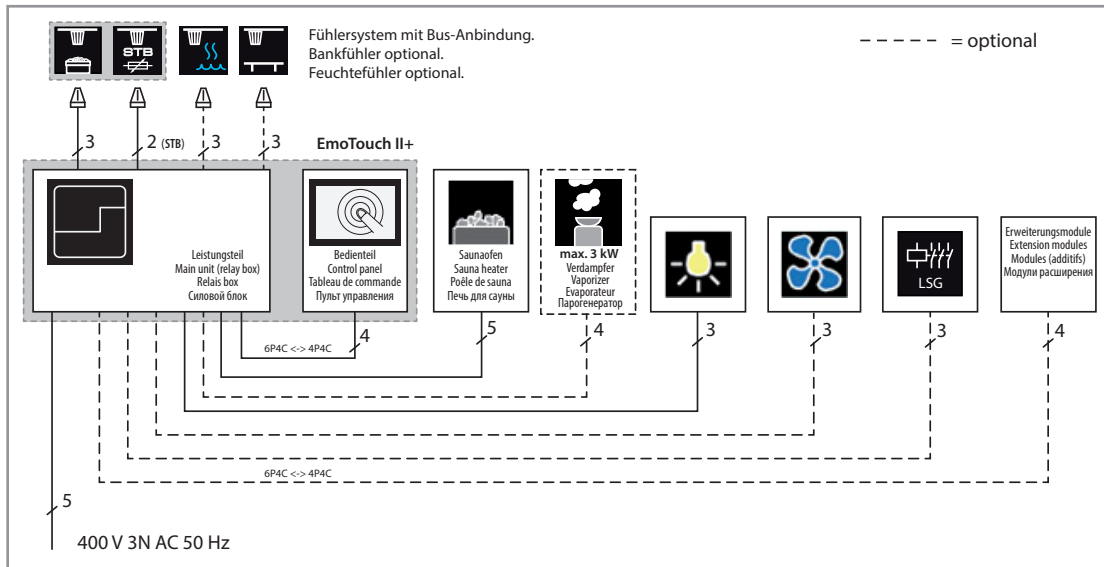 STB
Fühlersystem mit Bus-Anbindung.
Bankfühler optional.
Feuchtefühler optional.
= optional
3
2 (STB)
3
3
EmoTouch II+
Leistungsteil
Main unit (relay box)
Relais box
Силовой блок
Bedienteil
Control panel
Tableau de commande
Пульт управления
Saunaofen
Sauna heater
Poêle de sauna
Печь для сауны
max. 3 kW
Verdampfer
Vaporizer
Evaporateur
Парогенератор
LSG
Erweiterungsmodule
Extension modules
Modules (additifs)
Модули расширения
4
5
4
3
3
3
4
6P4C <-> 4P4C
6P4C <-> 4P4C
5
400 V 3N AC 50 Hz